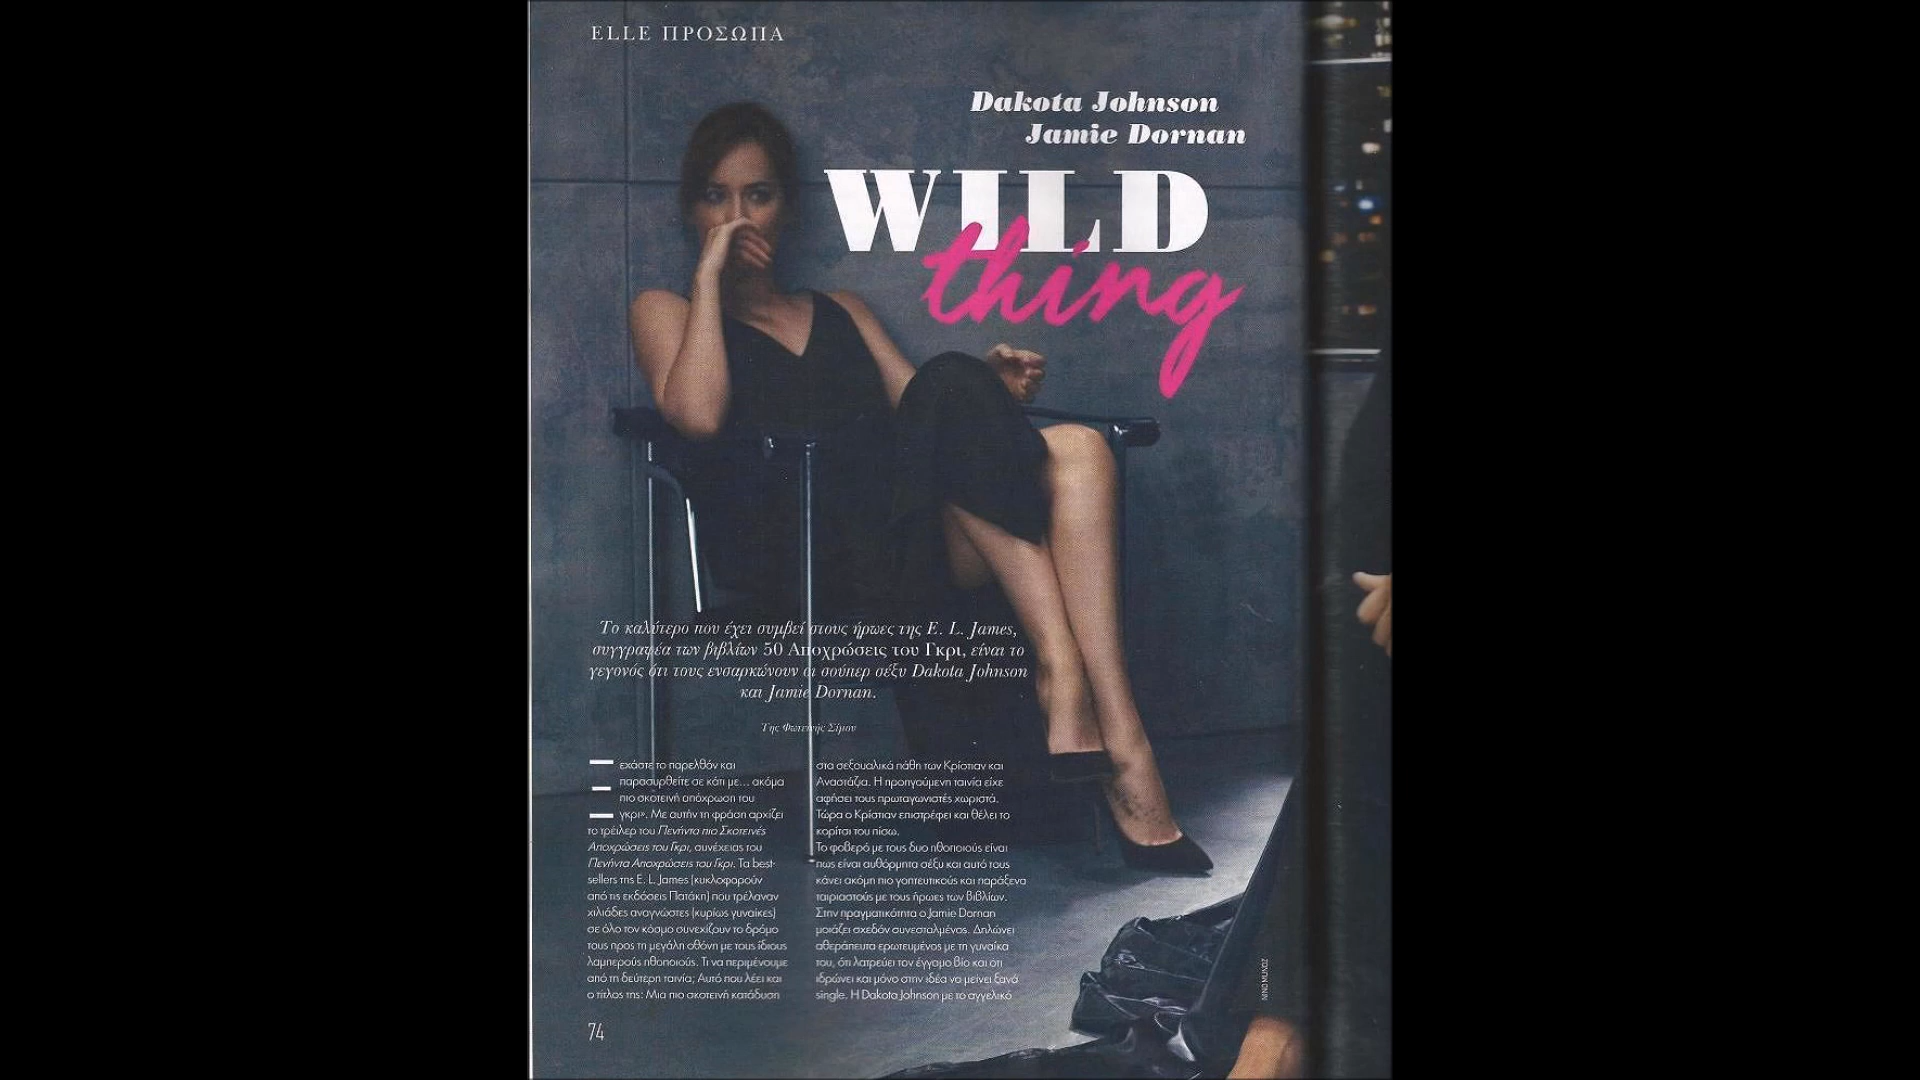 ELLE ΠΡΟΣΩΠΑ
Dakota Johnson
Jamie Dornan
WILD
thing
Το καλύτερο που έχει συμβεί στους ήρωες της E. L. James,
συγγραφέα των βιβλίων 50 Αποχρώσεις του Γκρι, είναι το
γεγονός ότι τους ενσαρκώνουν οι σούπερ σέξυ Dakota Johnson
και Jamie Dornan.
Της Φωτεινής Σίμου
Ξεχάστε το παρελθόν και
παρασυρθείτε σε κάτι με... ακόμα
πιο σκοτεινή απόχρωση του
γκρι». Με αυτήν τη φράση αρχίζει
το τρέιλερ του Πενήντα πιο Σκοτεινές
Αποχρώσεις του Γκρι, συνέχειας του
Πενήντα Αποχρώσεις του Γκρι. Τα best-
sellers της E. L. James (κυκλοφορούν
από τις εκδόσεις Πατάκη) που τρέλαναν
χιλιάδες αναγνώστες (κυρίως γυναίκες)
σε όλο τον κόσμο συνεχίζουν το δρόμο
τους προς τη μεγάλη οθόνη με τους ίδιους
λαμπερούς ηθοποιούς. Τι να περιμένουμε
από τη δεύτερη ταινία; Αυτό που λέει και
ο τίτλος της: Μια πιο σκοτεινή κατάδυση
στα σεξουαλικά πάθη των Κρίστιαν και
Αναστάζια. Η προηγούμενη ταινία είχε
αφήσει τους πρωταγωνιστές χωριστά.
Τώρα ο Κρίστιαν επιστρέφει και θέλει το
κορίτσι του πίσω.
Το φοβερό με τους δυο ηθοποιούς είναι
πως είναι αυθόρμητα σέξυ και αυτό τους
κάνει ακόμη πιο γοητευτικούς και παράξενα
ταιριαστούς με τους ήρωες των βιβλίων.
Στην πραγματικότητα ο Jamie Dornan
μοιάζει σχεδόν συνεσταλμένος. Δηλώνει
αθεράπευτα ερωτευμένος με τη γυναίκα
του, ότι λατρεύει τον έγγαμο βίο και ότι
ιδρώνει και μόνο στην ιδέα να μείνει ξανά
single. Η Dakota Johnson με το αγγελικό
NINO MUNOZ
74